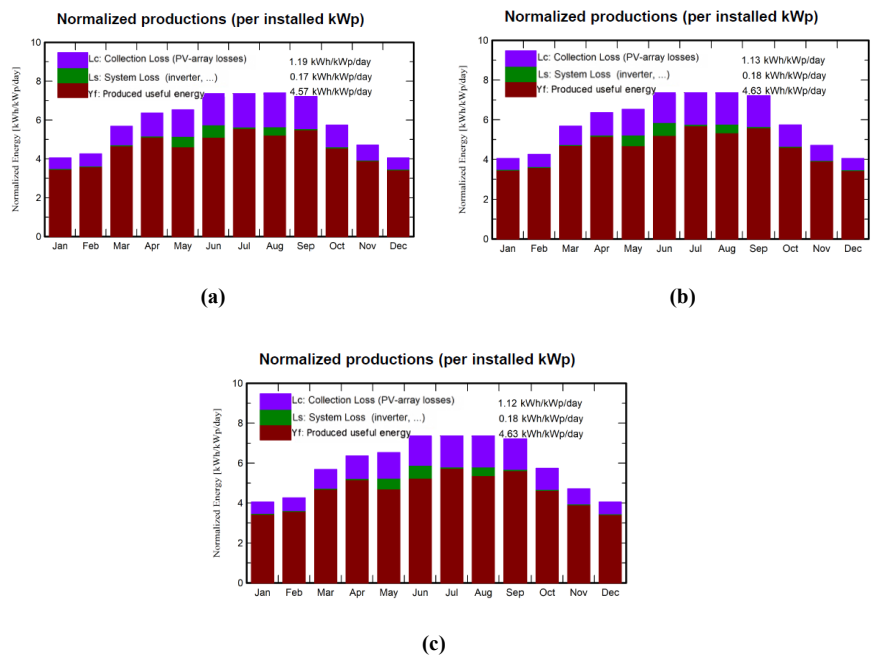 Normalized productions (per installed kWp)
Normalized Energy [kWh/kWp/day]
10
8
6
4
2
0
Lc: Collection Loss (PV-array losses) 1.19 kWh/kWp/day
Ls: System Loss (inverter, ...) 0.17 kWh/kWp/day
Yf: Produced useful energy 4.57 kWh/kWp/day
Jan Feb Mar Apr May Jun Jul Aug Sep Oct Nov Dec
(a)
Normalized productions (per installed kWp)
Normalized Energy [kWh/kWp/day]
10
8
6
4
2
0
Lc: Collection Loss (PV-array losses) 1.13 kWh/kWp/day
Ls: System Loss (inverter, ...) 0.18 kWh/kWp/day
Yf: Produced useful energy 4.63 kWh/kWp/day
Jan Feb Mar Apr May Jun Jul Aug Sep Oct Nov Dec
(b)
Normalized productions (per installed kWp)
Normalized Energy [kWh/kWp/day]
10
8
6
4
2
0
Lc: Collection Loss (PV-array losses) 1.12 kWh/kWp/day
Ls: System Loss (inverter, ...) 0.18 kWh/kWp/day
Yf: Produced useful energy 4.63 kWh/kWp/day
Jan Feb Mar Apr May Jun Jul Aug Sep Oct Nov Dec
(c)